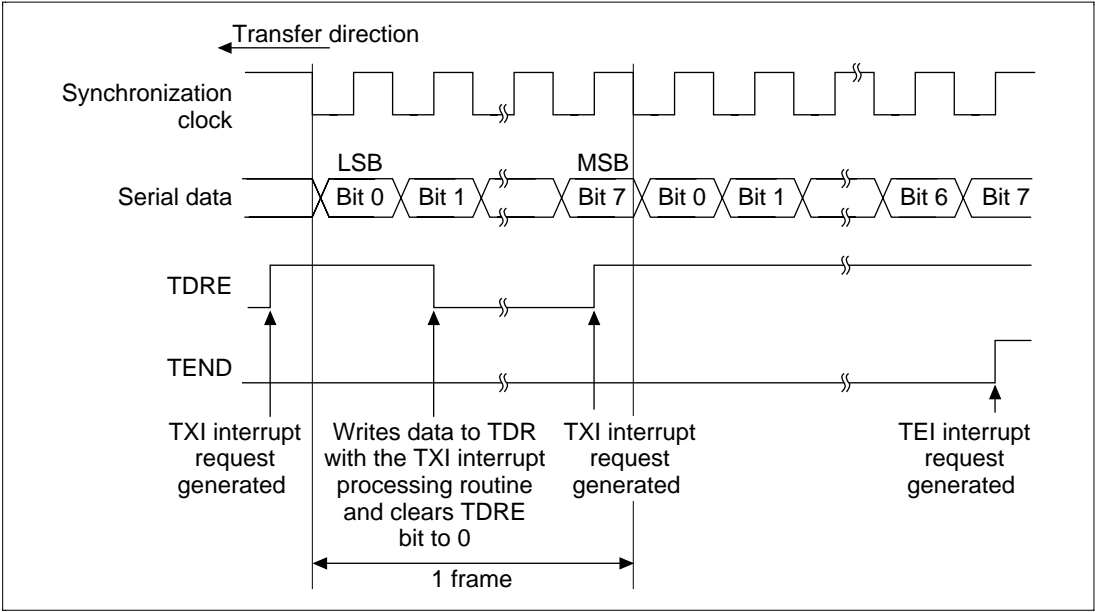 Transfer direction
Synchronization
clock
LSB
MSB
Serial data
Bit 0
Bit 1
Bit 7
Bit 0
Bit 1
Bit 6
Bit 7
TDRE
TEND
TXI interrupt
request
generated
Writes data to TDR
with the TXI interrupt
processing routine
and clears TDRE
bit to 0
TXI interrupt
request
generated
TEI interrupt
request
generated
1 frame